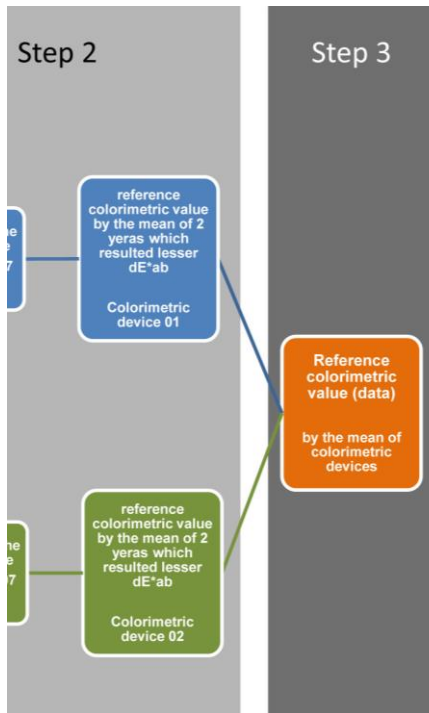 Step 2
Step 3
reference
colorimetric value
by the mean of 2
yeras which
resulted lesser
dE*ab
Colorimetric
device 01
Reference
colorimetric
value (data)
by the mean of
colorimetric
devices
reference
colorimetric value
by the mean of 2
yeras which
resulted lesser
dE*ab
Colorimetric
device 02